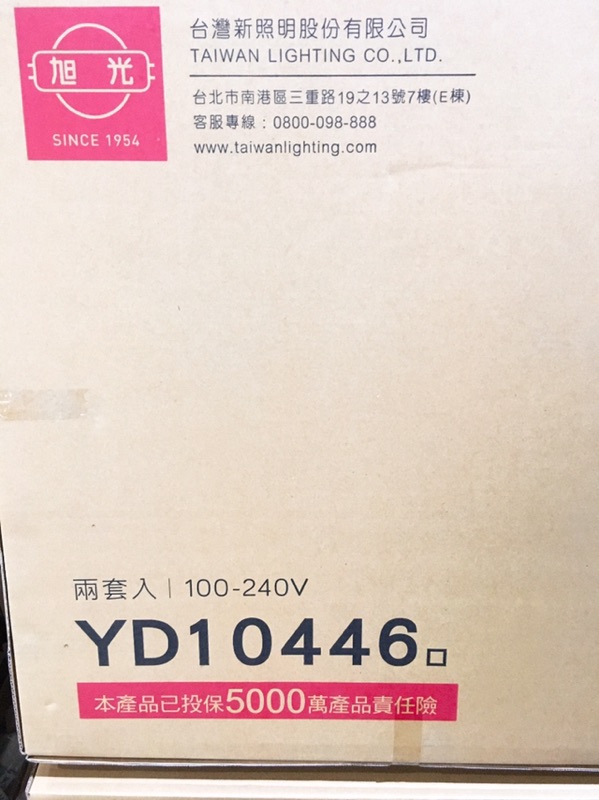 旭光
SINCE 1954
台灣新照明股份有限公司
TAIWAN LIGHTING CO.,LTD.
台北市南港區三重路19之13號7樓(E棟)
客服專線：0800-098-888
www.taiwanlighting.com
兩套入｜100-240V
YD10446□
本產品已投保5000萬產品責任險